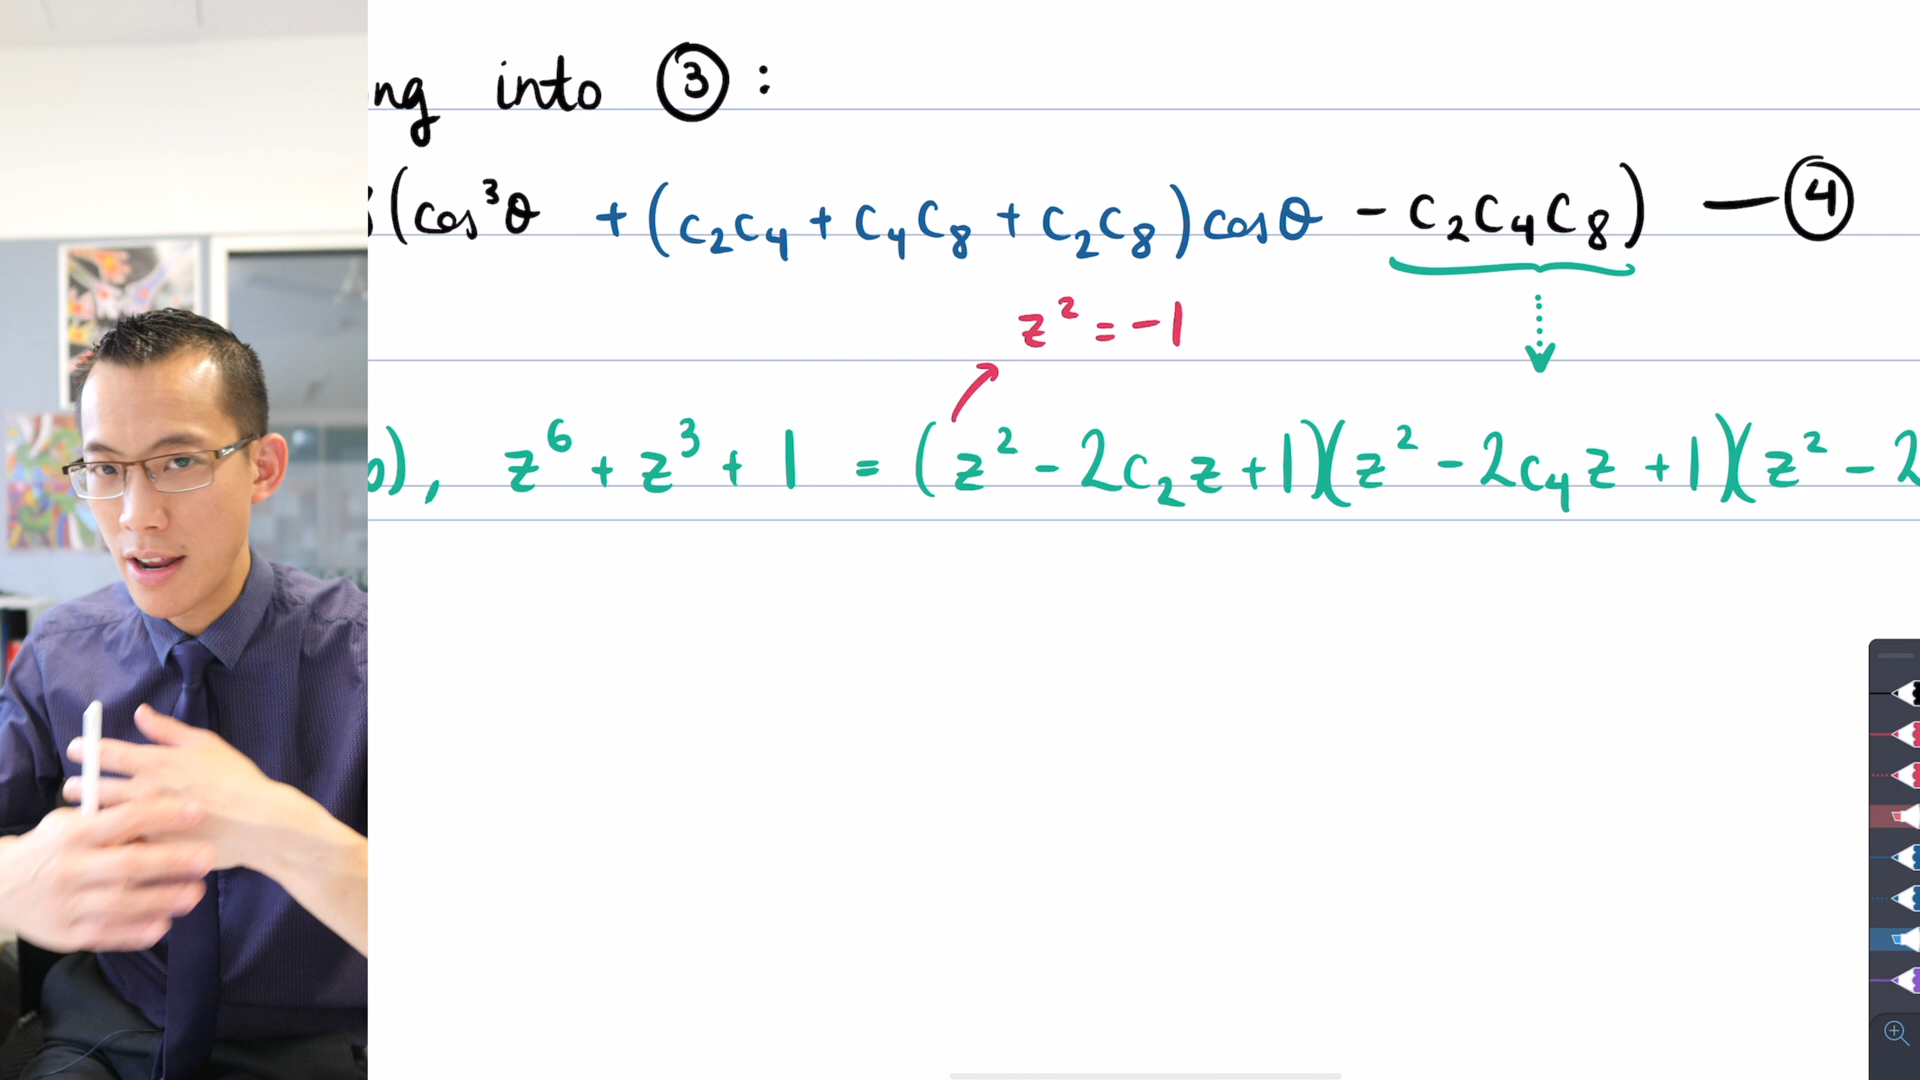 ng into ③ :
(cos³θ + (c₂c₄ + c₄c₈ + c₂c₈) cos θ - c₂c₄c₈) — ④
z² = -1
), z⁶ + z³ + 1 = (z² - 2c₂z + 1)(z² - 2c₄z + 1)(z² - 2